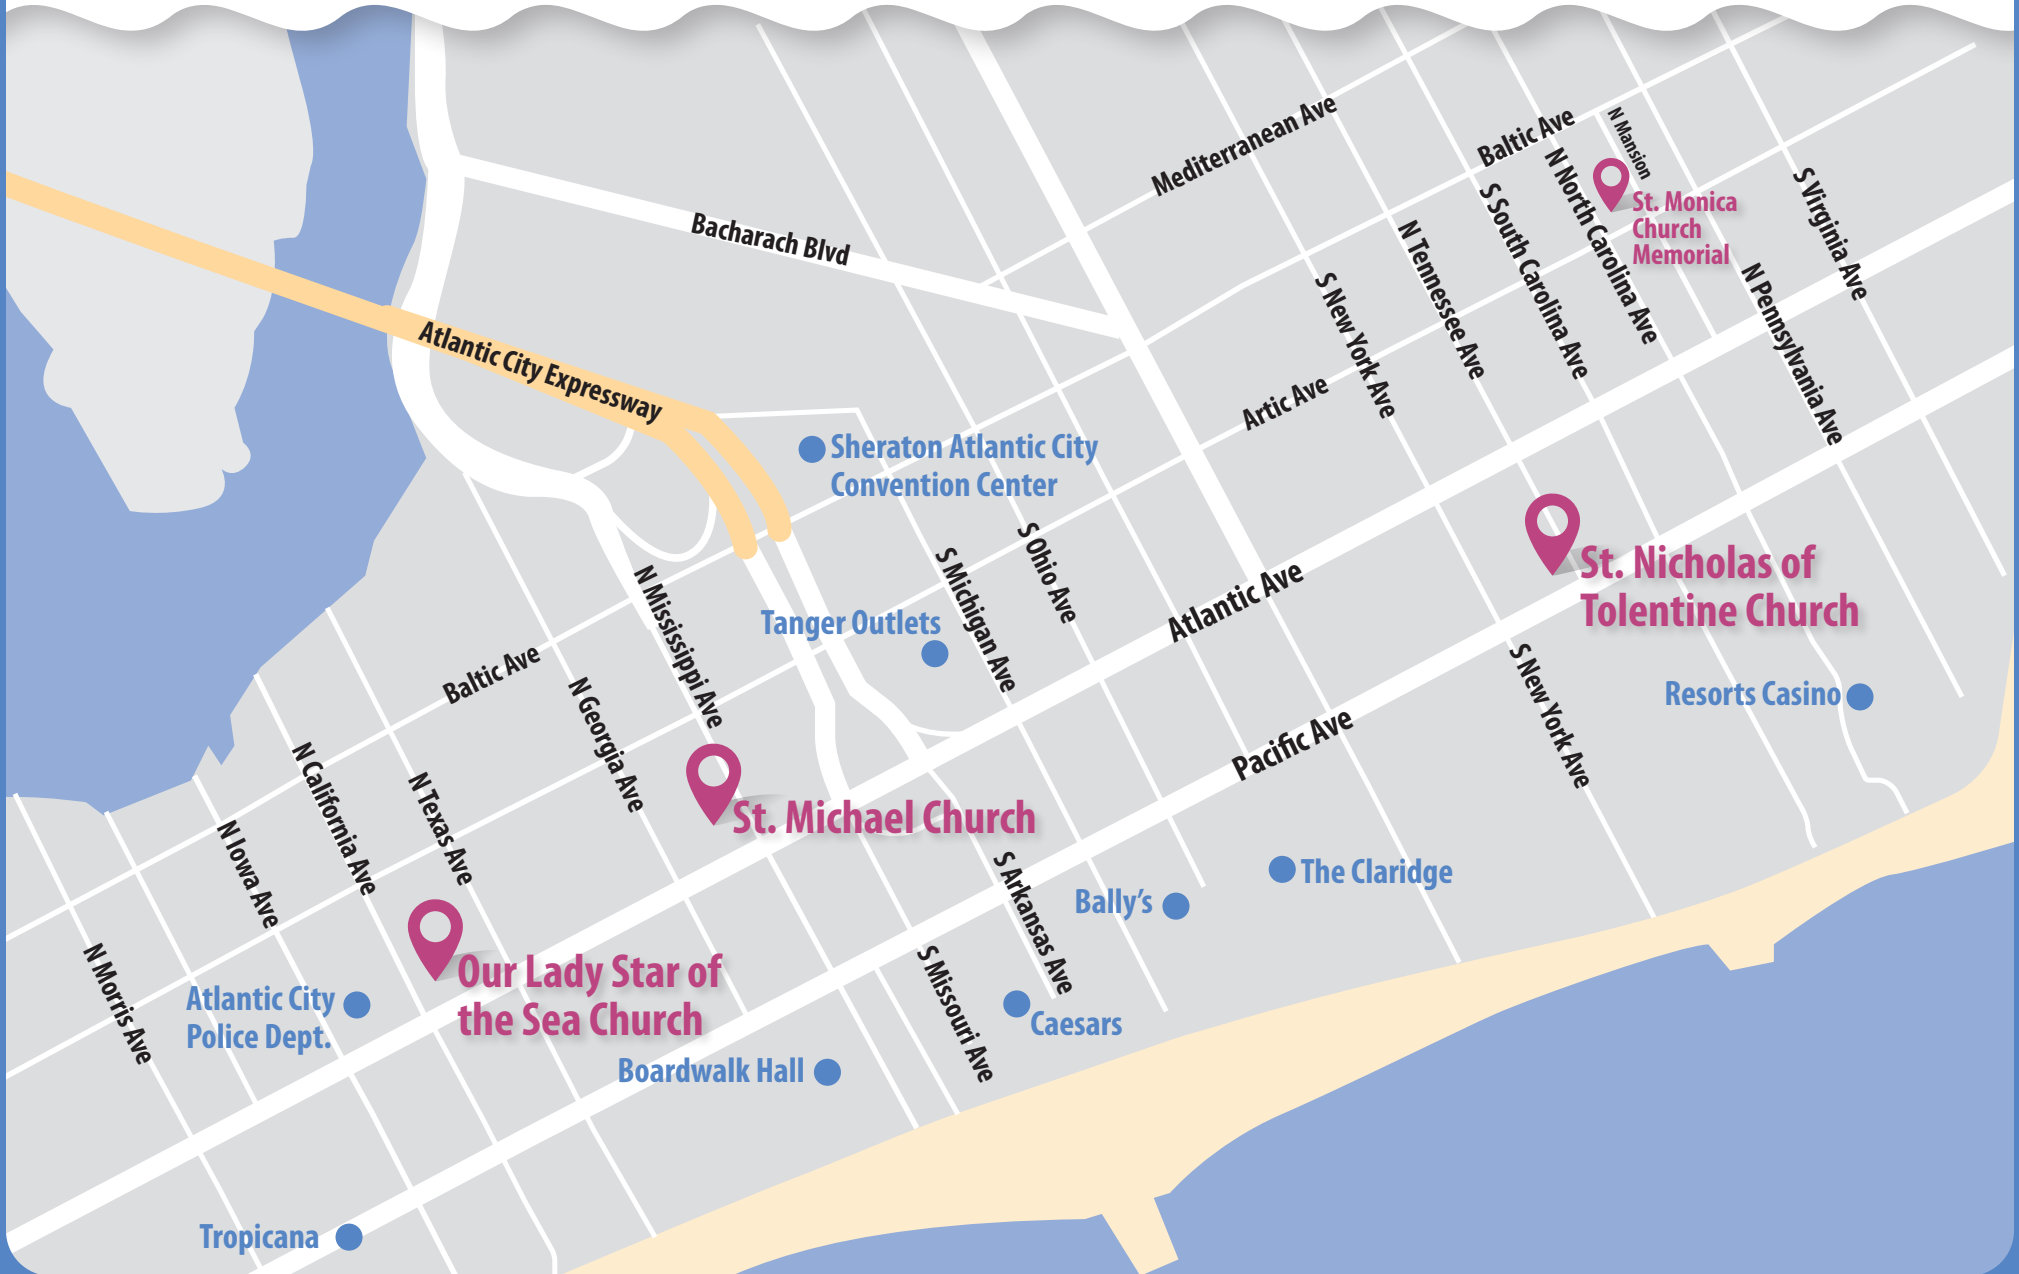 Mediterranean Ave
Baltic Ave
N Mansion
St. Monica
Church
Memorial
N North Carolina Ave
S South Carolina Ave
S Virginia Ave
N Tennessee Ave
N Pennsylvania Ave
S New York Ave
Bacharach Blvd
Atlantic City Expressway
Artic Ave
Sheraton Atlantic City
Convention Center
S Ohio Ave
S Michigan Ave
Atlantic Ave
St. Nicholas of
Tolentine Church
N Mississippi Ave
Tanger Outlets
Baltic Ave
N Georgia Ave
Pacific Ave
S New York Ave
Resorts Casino
N California Ave
N Texas Ave
St. Michael Church
N Iowa Ave
S Arkansas Ave
The Claridge
Bally’s
N Morris Ave
Our Lady Star of
the Sea Church
Atlantic City
Police Dept.
S Missouri Ave
Caesars
Boardwalk Hall
Tropicana